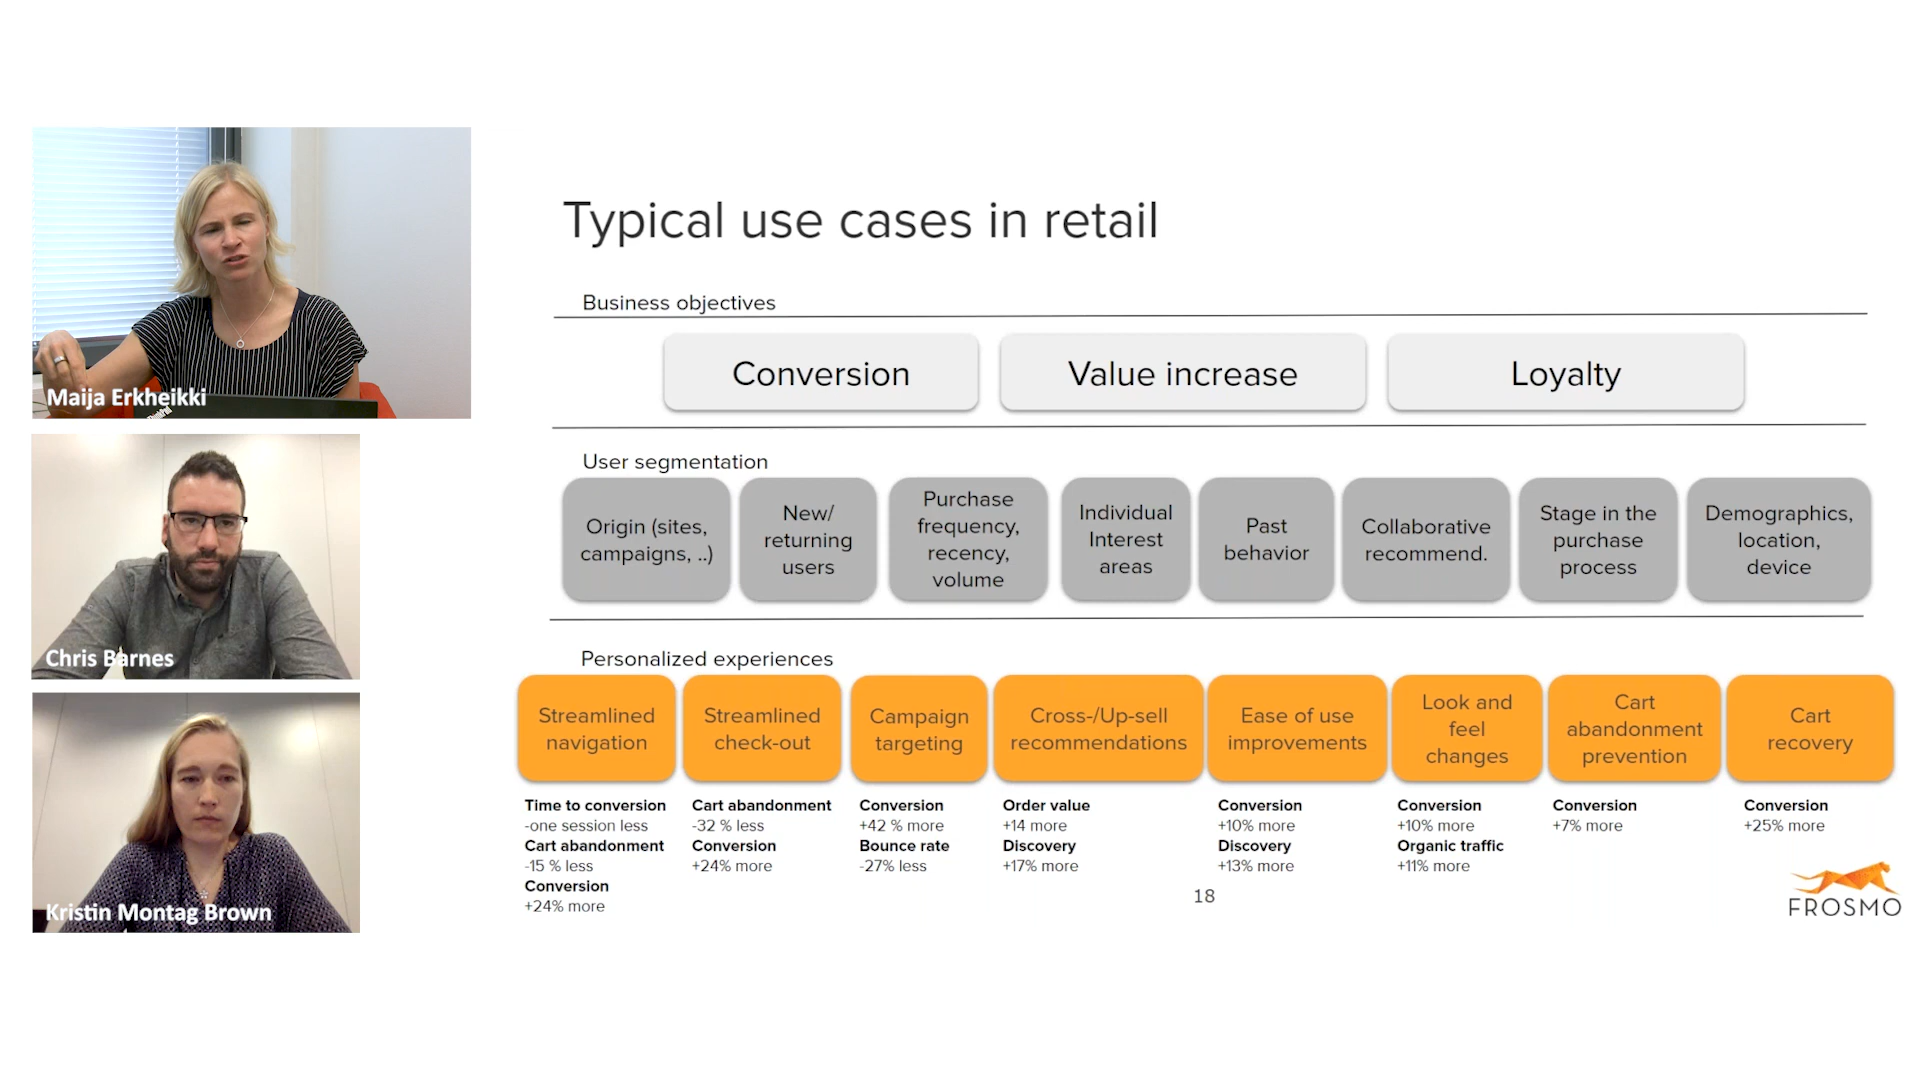 Maija Erkheikki
ThinkPad
Chris Barnes
Kristin Montag Brown
Typical use cases in retail
Business objectives
Conversion
Value increase
Loyalty
User segmentation
Origin (sites,
campaigns, ..)
New/
returning
users
Purchase
frequency,
recency,
volume
Individual
Interest
areas
Past
behavior
Collaborative
recommend.
Stage in the
purchase
process
Demographics,
location,
device
Personalized experiences
Streamlined
navigation
Streamlined
check-out
Campaign
targeting
Cross-/Up-sell
recommendations
Ease of use
improvements
Look and
feel
changes
Cart
abandonment
prevention
Cart
recovery
Time to conversion
-one session less
Cart abandonment
-15 % less
Conversion
+24% more
Cart abandonment
-32 % less
Conversion
+24% more
Conversion
+42 % more
Bounce rate
-27% less
Order value
+14 more
Discovery
+17% more
Conversion
+10% more
Discovery
+13% more
Conversion
+10% more
Organic traffic
+11% more
Conversion
+7% more
Conversion
+25% more
18
FROSMO